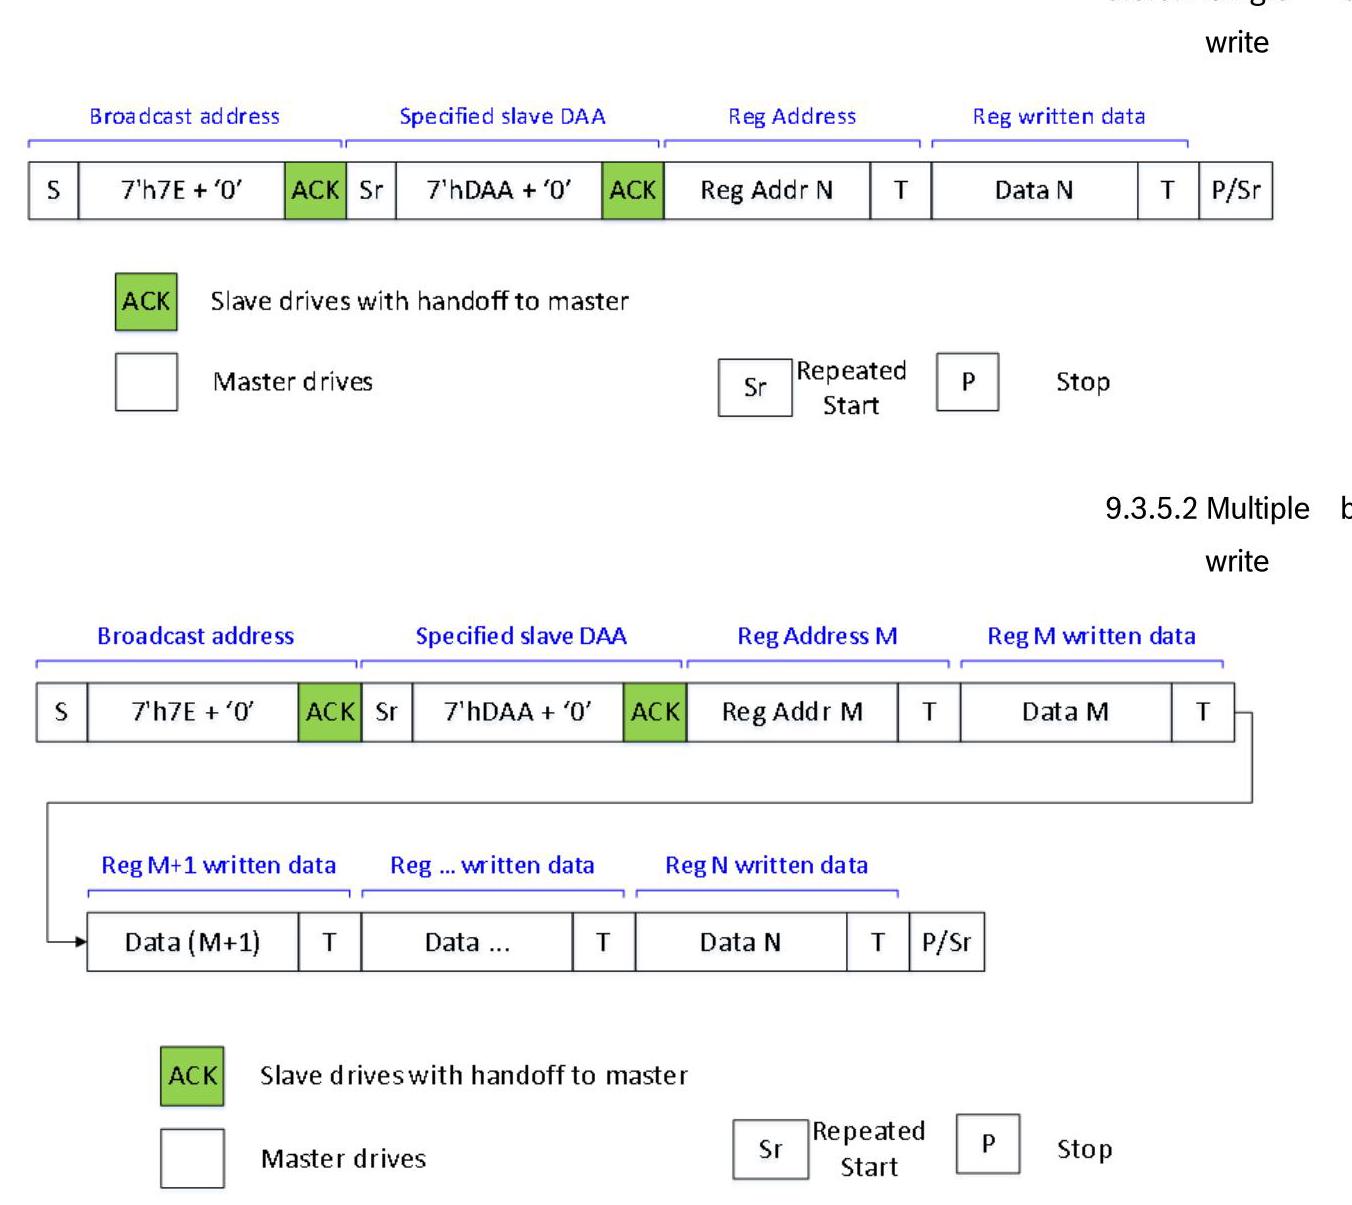 write
Broadcast address Specified slave DAA Reg Address Reg written data
S 7'h7E + ‘0’ ACK Sr 7'hDAA + ‘0’ ACK Reg Addr N T Data N T P/Sr
ACK Slave drives with handoff to master
Master drives Sr Repeated Start P Stop
9.3.5.2 Multiple
write
Broadcast address Specified slave DAA Reg Address M Reg M written data
S 7'h7E + ‘0’ ACK Sr 7'hDAA + ‘0’ ACK Reg Addr M T Data M T
Reg M+1 written data Reg ... written data Reg N written data
Data (M+1) T Data ... T Data N T P/Sr
ACK Slave drives with handoff to master
Master drives Sr Repeated Start P Stop